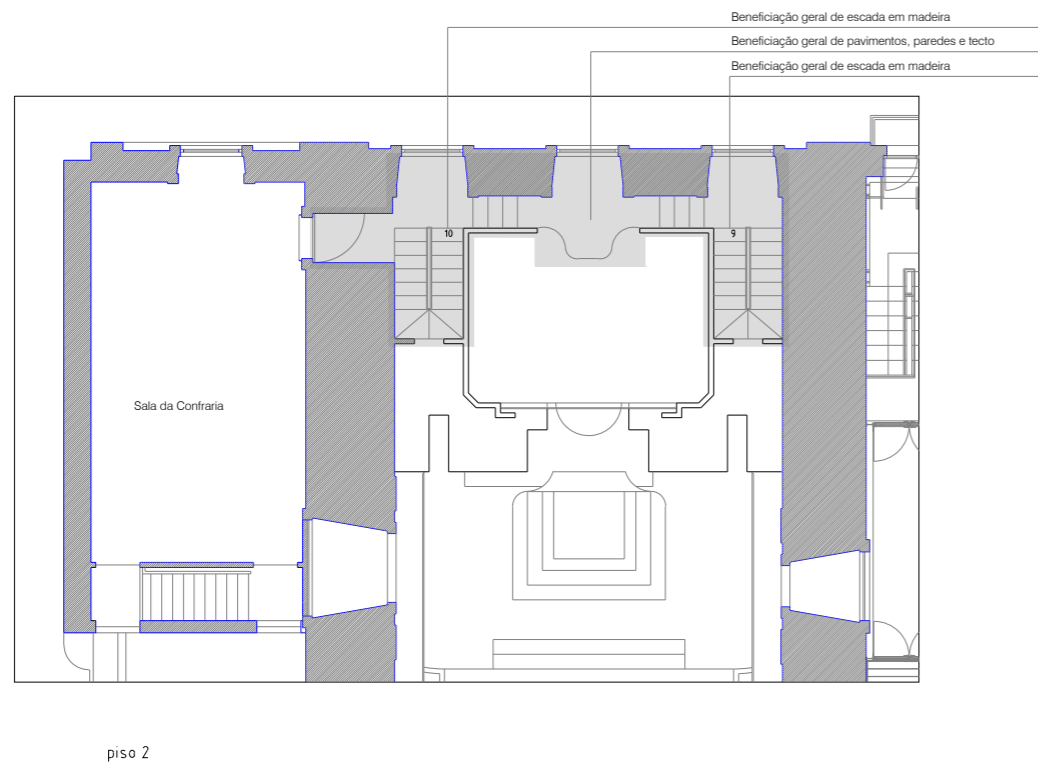 Beneficiação geral de escada em madeira
Beneficiação geral de pavimentos, paredes e tecto
Beneficiação geral de escada em madeira
10
9
Sala da Confraria
piso 2